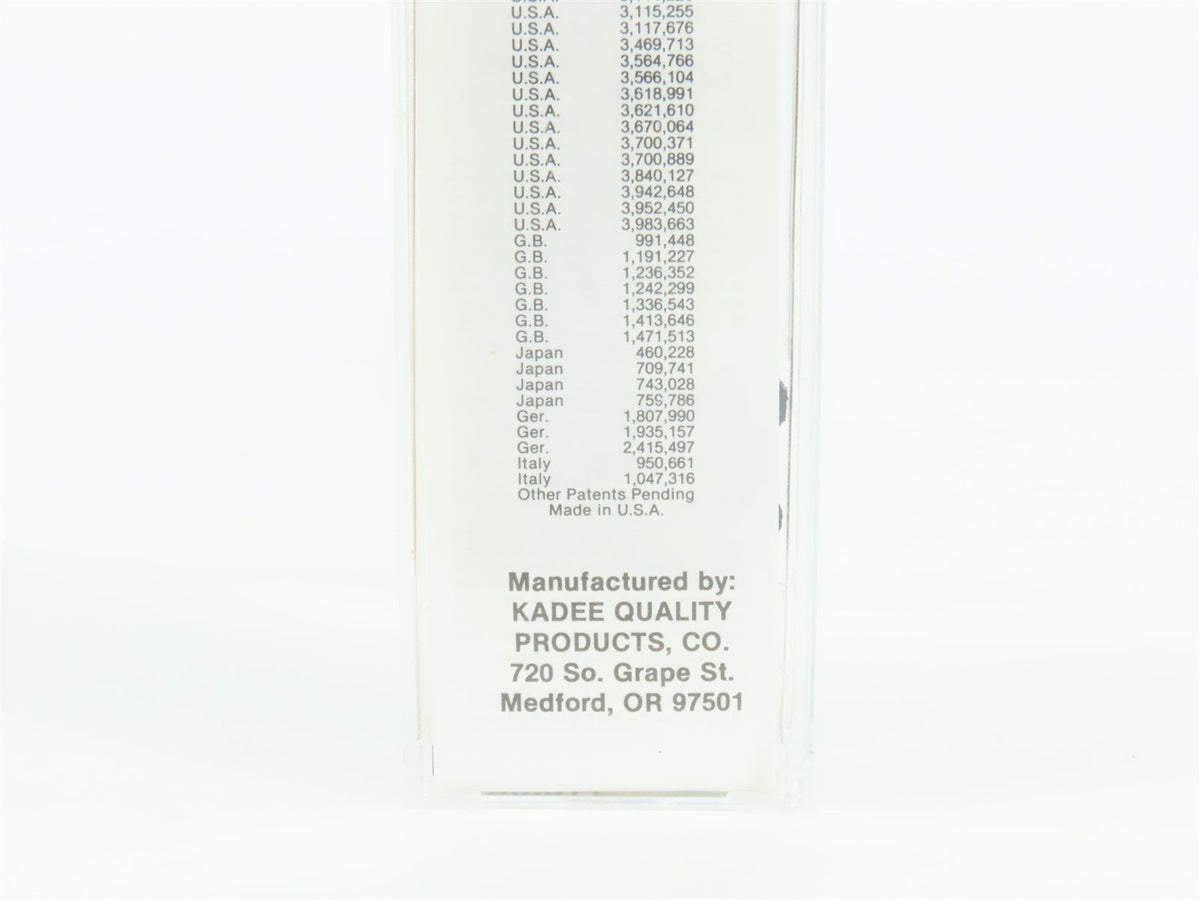 U.S.A. 3,115,255
U.S.A. 3,117,676
U.S.A. 3,469,713
U.S.A. 3,564,766
U.S.A. 3,566,104
U.S.A. 3,618,991
U.S.A. 3,621,610
U.S.A. 3,670,064
U.S.A. 3,700,371
U.S.A. 3,700,889
U.S.A. 3,840,127
U.S.A. 3,942,648
U.S.A. 3,952,450
U.S.A. 3,983,663
G.B. 991,448
G.B. 1,191,227
G.B. 1,236,352
G.B. 1,242,299
G.B. 1,336,543
G.B. 1,413,646
G.B. 1,471,513
Japan 460,228
Japan 709,741
Japan 743,028
Japan 759,786
Ger. 1,807,990
Ger. 1,935,157
Ger. 2,415,497
Italy 950,661
Italy 1,047,316
Other Patents Pending
Made in U.S.A.
Manufactured by:
KADEE QUALITY
PRODUCTS, CO.
720 So. Grape St.
Medford, OR 97501